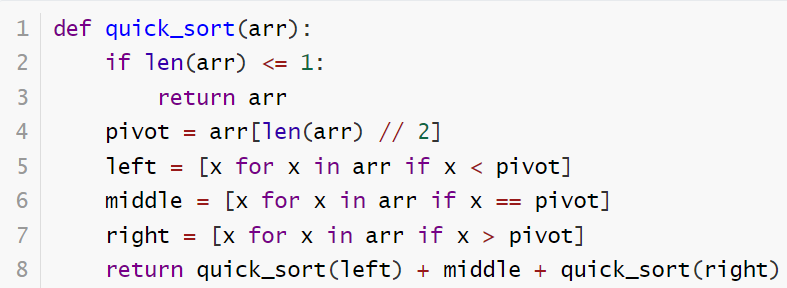 1 def quick_sort(arr):
2     if len(arr) <= 1:
3         return arr
4     pivot = arr[len(arr) // 2]
5     left = [x for x in arr if x < pivot]
6     middle = [x for x in arr if x == pivot]
7     right = [x for x in arr if x > pivot]
8     return quick_sort(left) + middle + quick_sort(right)